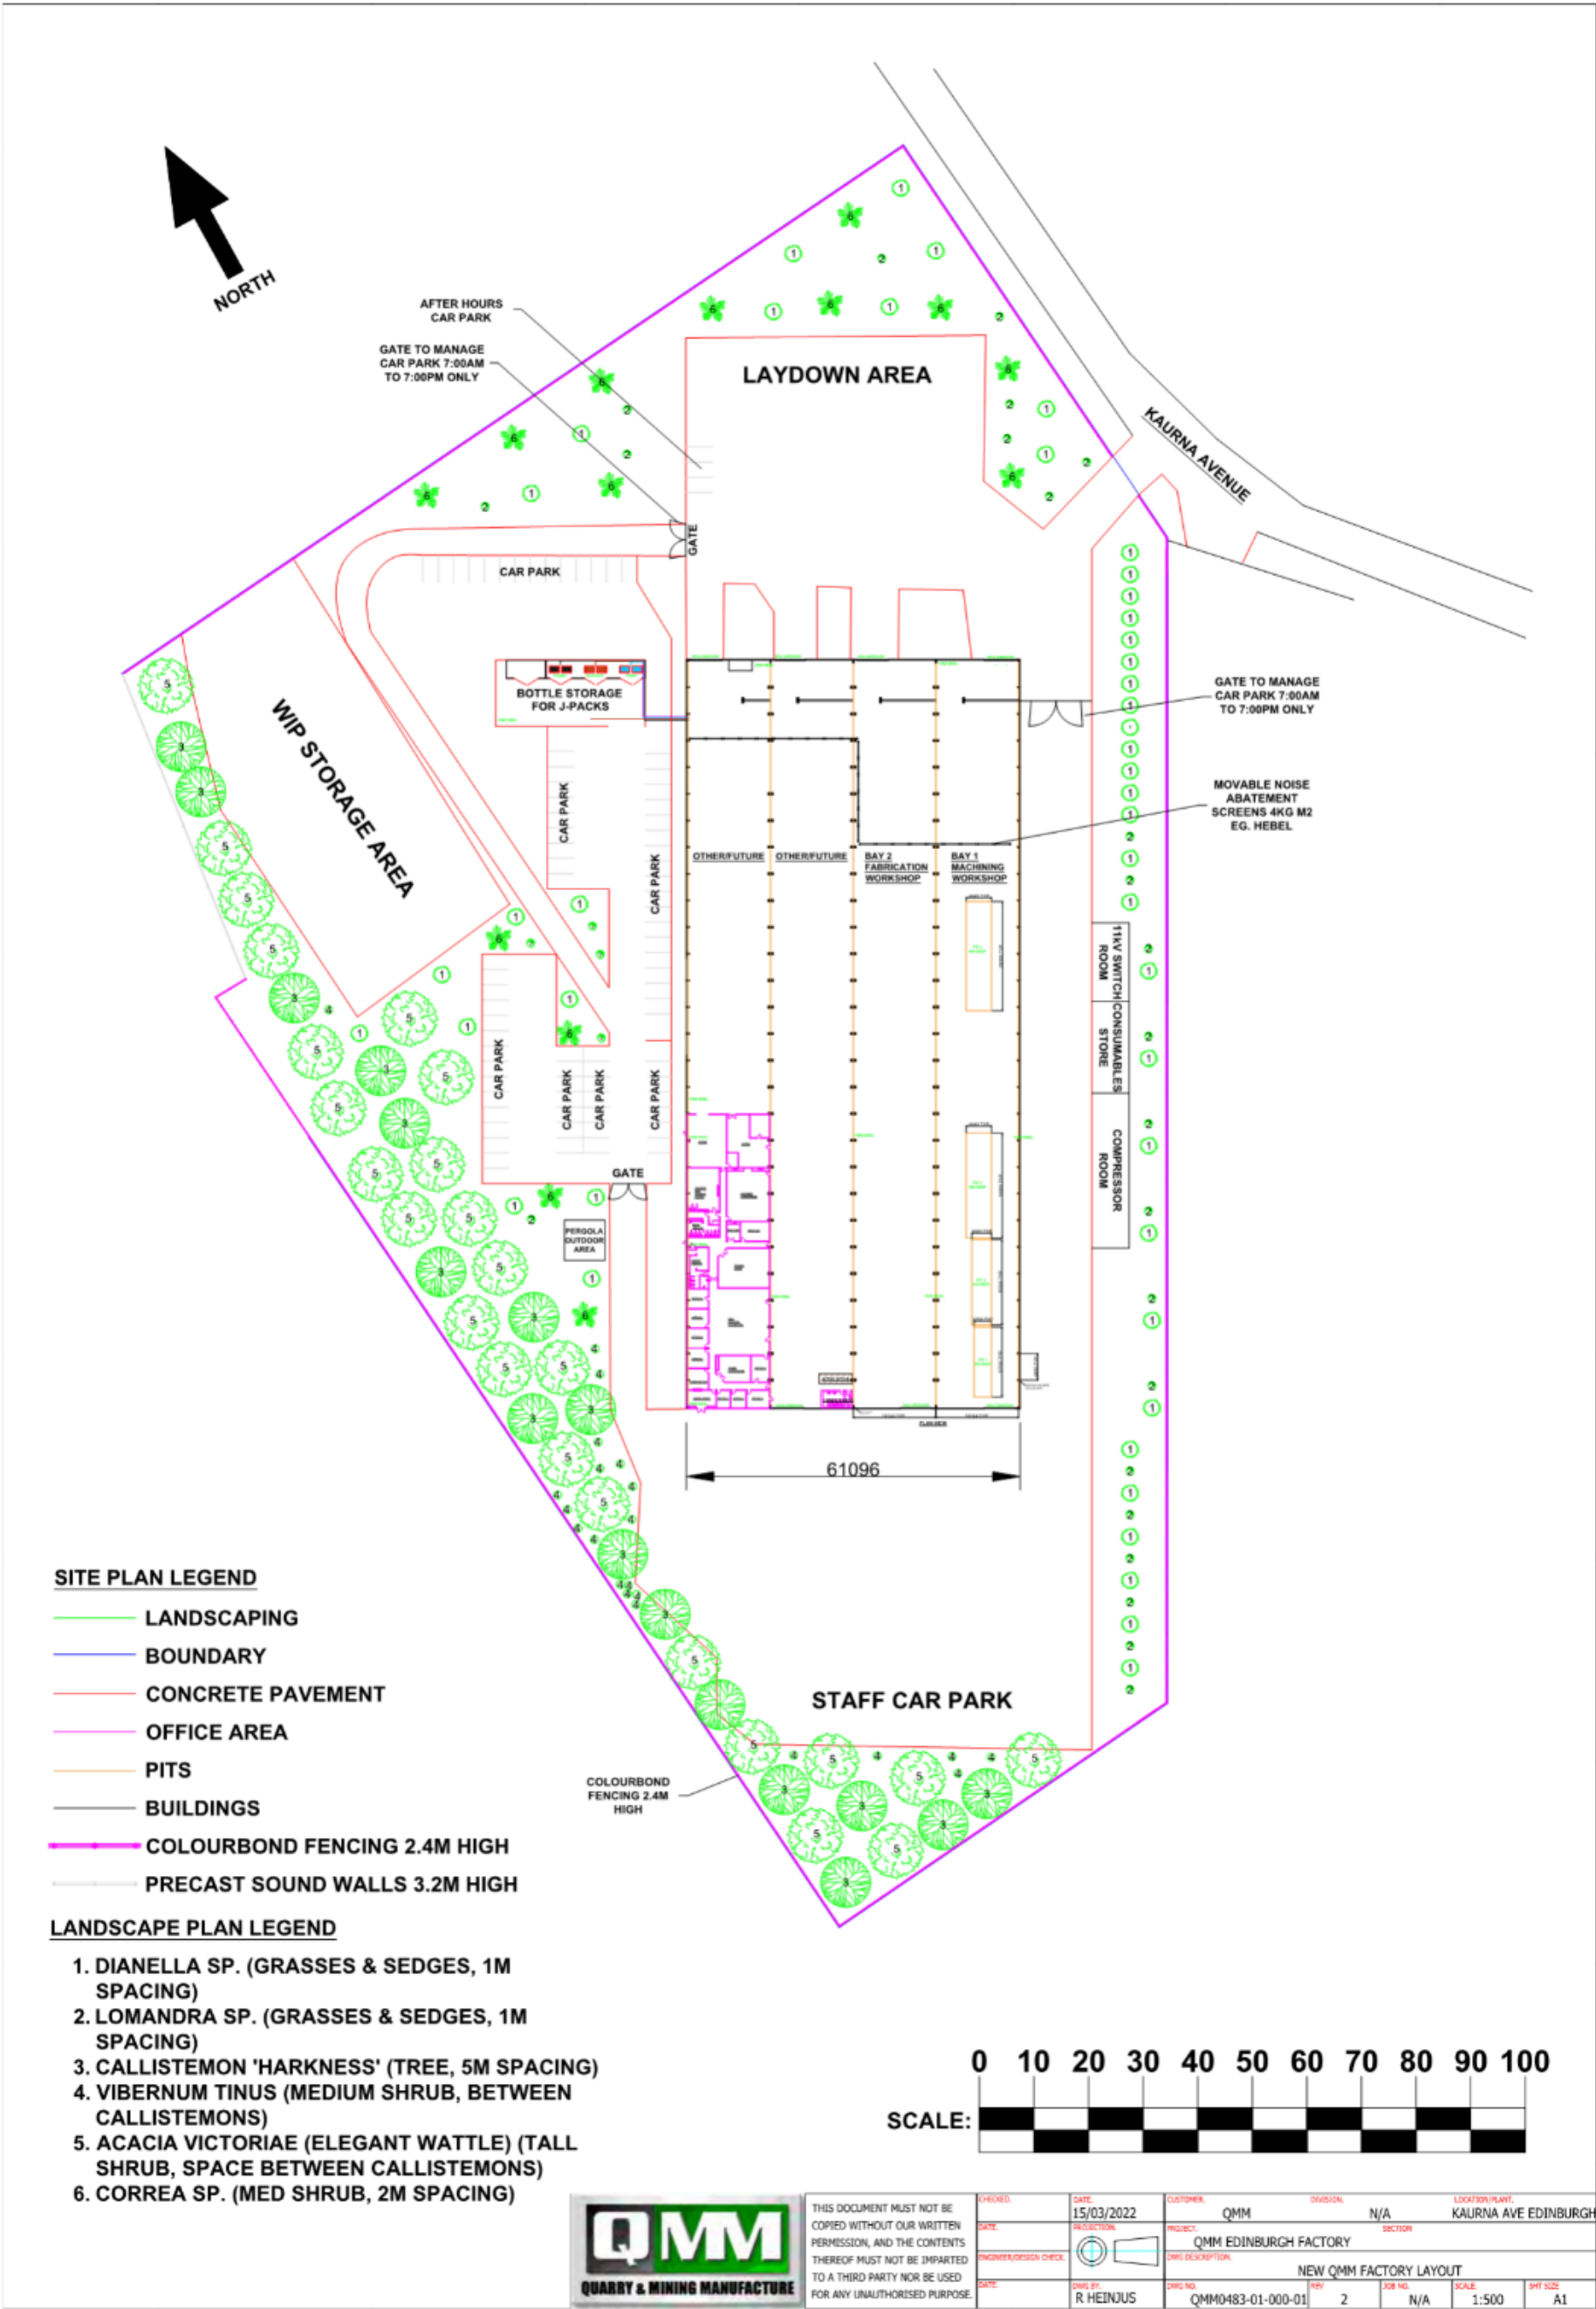 NORTH
AFTER HOURS
CAR PARK
GATE TO MANAGE
CAR PARK 7:00AM
TO 7:00PM ONLY
LAYDOWN AREA
KAURNA AVENUE
GATE
CAR PARK
BOTTLE STORAGE
FOR J-PACKS
WIP STORAGE AREA
GATE TO MANAGE
CAR PARK 7:00AM
TO 7:00PM ONLY
MOVABLE NOISE
ABATEMENT
SCREENS 4KG M2
EG. HEBEL
CAR PARK
CAR PARK
OTHER/FUTURE
OTHER/FUTURE
BAY 2
FABRICATION
WORKSHOP
BAY 1
MACHINING
WORKSHOP
11kV SWITCH
ROOM
CONSUMABLES
STORE
COMPRESSOR
ROOM
CAR PARK
CAR PARK
CAR PARK
CAR PARK
GATE
PERGOLA
OUTDOOR
AREA
61096
STAFF CAR PARK
COLOURBOND
FENCING 2.4M
HIGH
SITE PLAN LEGEND
LANDSCAPING
BOUNDARY
CONCRETE PAVEMENT
OFFICE AREA
PITS
BUILDINGS
COLOURBOND FENCING 2.4M HIGH
PRECAST SOUND WALLS 3.2M HIGH
LANDSCAPE PLAN LEGEND
1. DIANELLA SP. (GRASSES & SEDGES, 1M
SPACING)
2. LOMANDRA SP. (GRASSES & SEDGES, 1M
SPACING)
3. CALLISTEMON 'HARKNESS' (TREE, 5M SPACING)
4. VIBERNUM TINUS (MEDIUM SHRUB, BETWEEN
CALLISTEMONS)
5. ACACIA VICTORIAE (ELEGANT WATTLE) (TALL
SHRUB, SPACE BETWEEN CALLISTEMONS)
6. CORREA SP. (MED SHRUB, 2M SPACING)
0 10 20 30 40 50 60 70 80 90 100
SCALE:
QMM
QUARRY & MINING MANUFACTURE
THIS DOCUMENT MUST NOT BE
COPIED WITHOUT OUR WRITTEN
PERMISSION, AND THE CONTENTS
THEREOF MUST NOT BE IMPARTED
TO A THIRD PARTY NOR BE USED
FOR ANY UNAUTHORISED PURPOSE.
CHECKED.
DATE.
ENGINEER/DESIGN CHECK.
DATE.
DATE.
15/03/2022
PROJECTION.
DWG BY.
R HEINJUS
CUSTOMER.
QMM
DIVISION.
N/A
LOCATION/PLANT.
KAURNA AVE EDINBURGH
PROJECT.
QMM EDINBURGH FACTORY
SECTION
DWG DESCRIPTION.
NEW QMM FACTORY LAYOUT
DWG NO.
QMM0483-01-000-01
REV
2
JOB NO.
N/A
SCALE.
1:500
SHT SIZE
A1